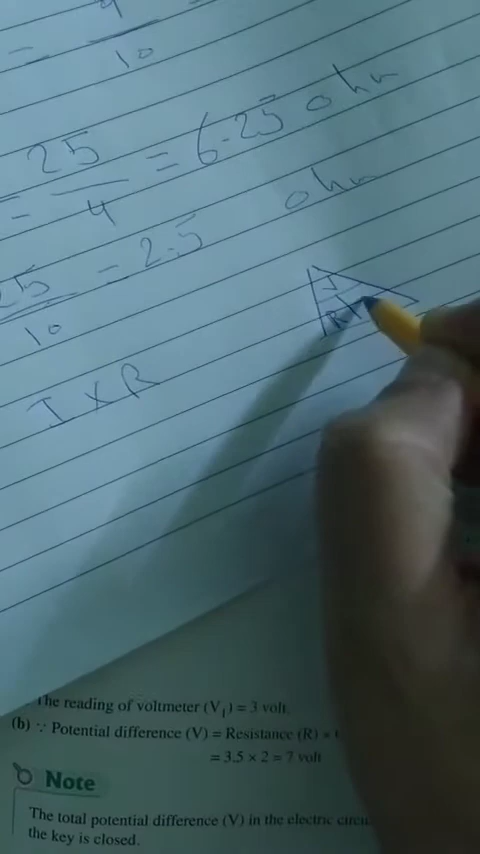 =
10
25
= — = 6.25 ohm
4
25
— = 2.5 ohm
10
V
R
I X R
The reading of voltmeter (V₁) = 3 volt.
(b) ∵ Potential difference (V) = Resistance (R) ×
= 3.5 × 2 = 7 volt
Note
The total potential difference (V) in the electric
the key is closed.